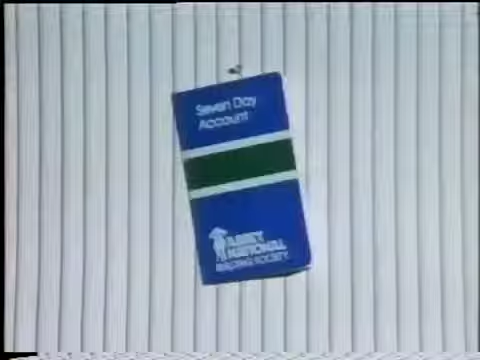 Seven Day
Account
ABBEY
NATIONAL
BUILDING SOCIETY